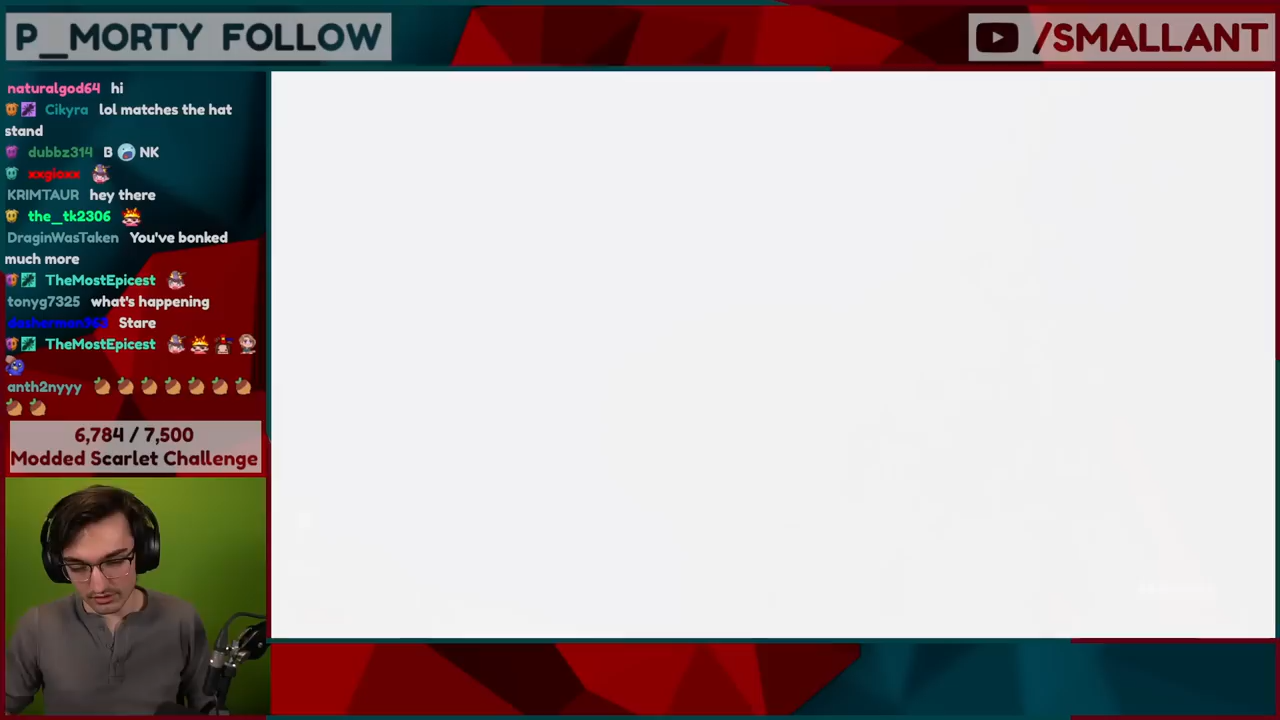 P_MORTY FOLLOW
/SMALLANT
naturalgod64 hi
Cikyra lol matches the hat
stand
dubbz314 B NK
xxgioxx
KRIMTAUR hey there
the_tk2306
DraginWasTaken You've bonked
much more
TheMostEpicest
tonyg7325 what's happening
Stare
TheMostEpicest
anth2nyyy
6,784 / 7,500
Modded Scarlet Challenge